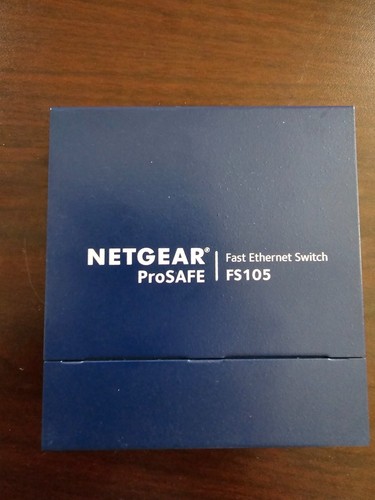 NETGEAR® | Fast Ethernet Switch
ProSAFE | FS105